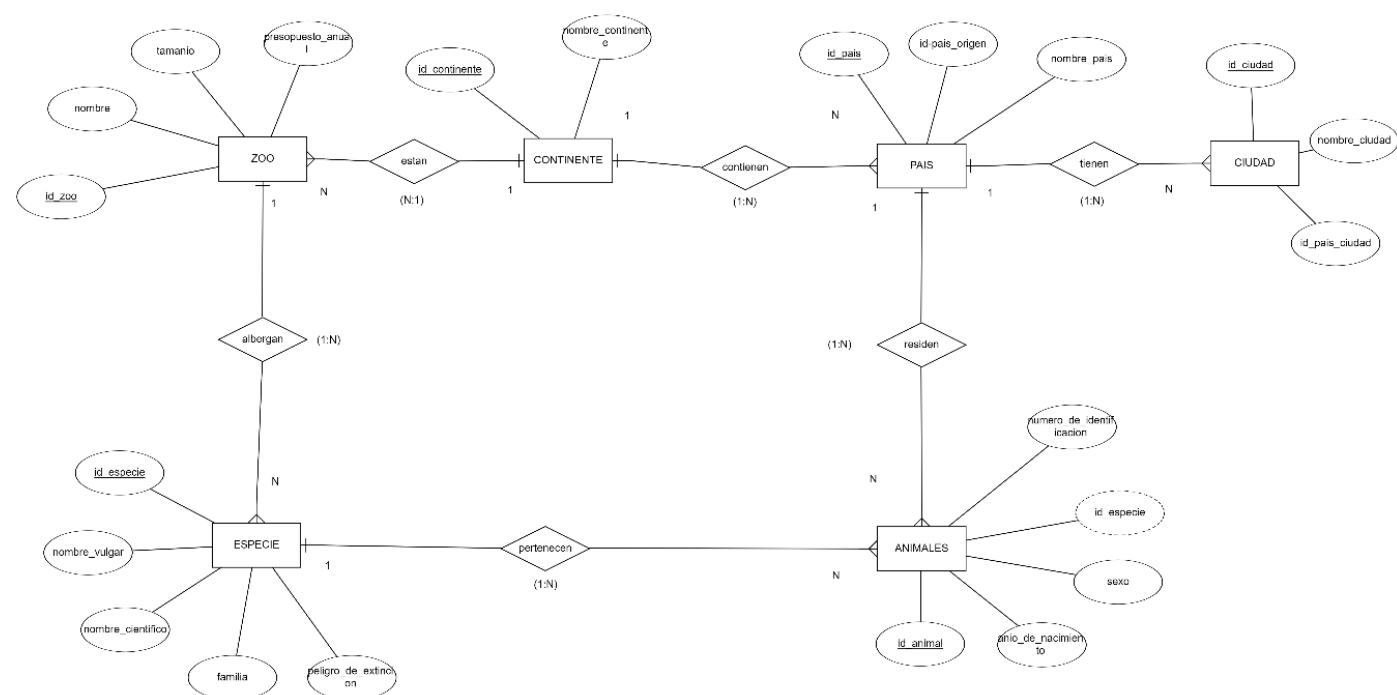 presopuesto_anua
l
tamanio
nombre
id_zoo
ZOO
N
1
estan
(N:1)
nombre_continent
e
id_continente
CONTINENTE
1
1
contienen
(1:N)
id_pais
id-pais_origen
nombre_pais
N
PAIS
1
1
tienen
(1:N)
N
id_ciudad
nombre_ciudad
CIUDAD
id_pais_ciudad
albergan
(1:N)
N
(1:N)
residen
N
id_especie
nombre_vulgar
nombre_cientifico
familia
peligro_de_extinci
on
ESPECIE
1
pertenecen
(1:N)
N
ANIMALES
numero_de_identif
icacion
id_especie
sexo
anio_de_nacimien
to
id_animal